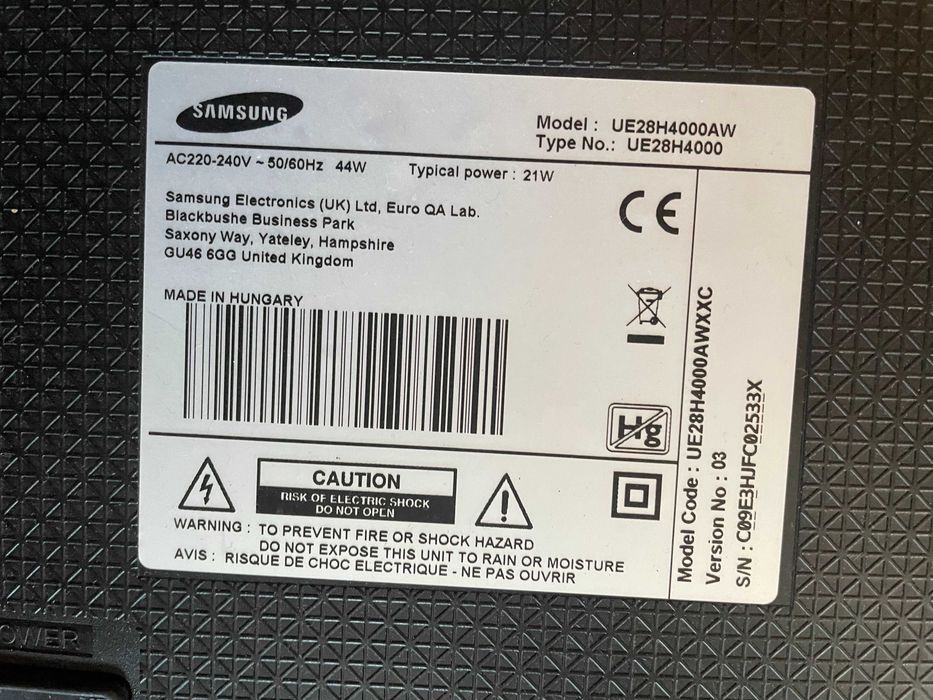 SAMSUNG
Model : UE28H4000AW
Type No.: UE28H4000
AC220-240V ~ 50/60Hz 44W Typical power : 21W
Samsung Electronics (UK) Ltd, Euro QA Lab.
Blackbushe Business Park
Saxony Way, Yateley, Hampshire
GU46 6GG United Kingdom
CE
MADE IN HUNGARY
Hg
CAUTION
RISK OF ELECTRIC SHOCK
DO NOT OPEN
WARNING : TO PREVENT FIRE OR SHOCK HAZARD
DO NOT EXPOSE THIS UNIT TO RAIN OR MOISTURE
AVIS : RISQUE DE CHOC ELECTRIQUE - NE PAS OUVRIR
Model Code : UE28H4000AWXXC
Version No : 03
S/N : C09E3HJFC02533X
OWER